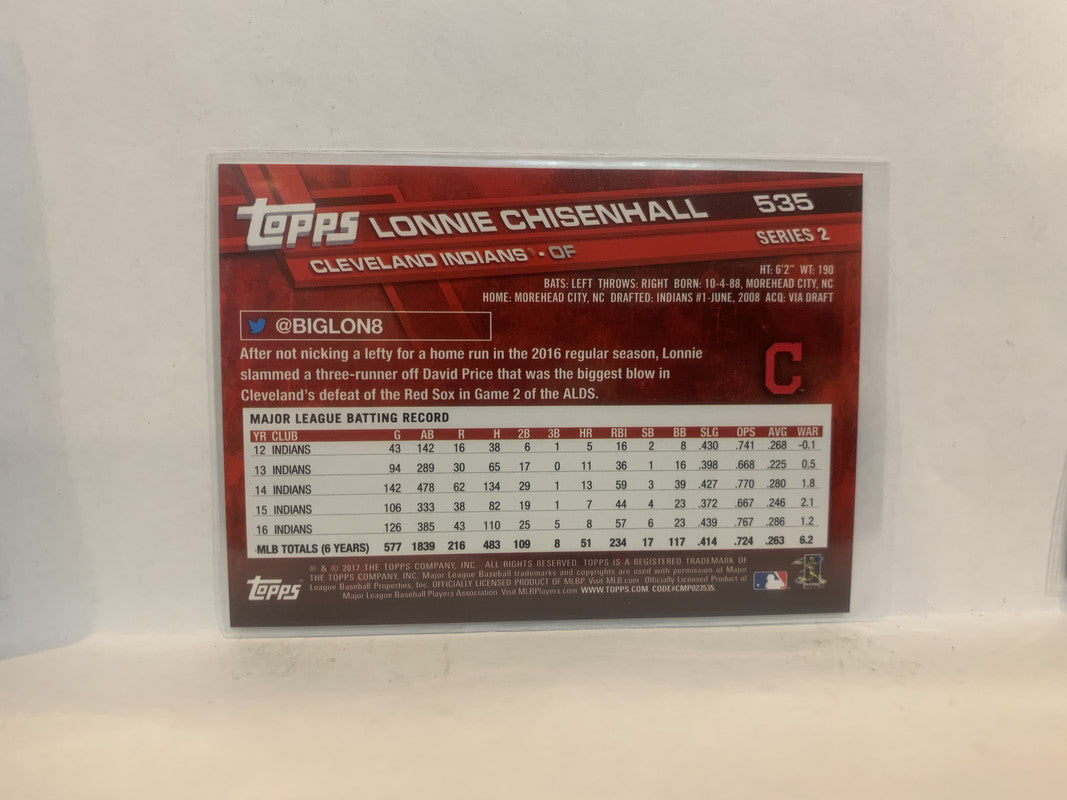 TOPPS LONNIE CHISENHALL 535
CLEVELAND INDIANS · OF SERIES 2
HT: 6'2" WT: 190
BATS: LEFT THROWS: RIGHT BORN: 10-4-88, MOREHEAD CITY, NC
HOME: MOREHEAD CITY, NC DRAFTED: INDIANS #1-JUNE, 2008 ACQ: VIA DRAFT
@BIGLON8
After not nicking a lefty for a home run in the 2016 regular season, Lonnie
slammed a three-runner off David Price that was the biggest blow in
Cleveland's defeat of the Red Sox in Game 2 of the ALDS.
C
MAJOR LEAGUE BATTING RECORD
YR CLUB G AB R H 2B 3B HR RBI SB BB SLG OPS AVG WAR
12 INDIANS 43 142 16 38 6 1 5 16 2 8 .430 .741 .268 -0.1
13 INDIANS 94 289 30 65 17 0 11 36 1 16 .398 .668 .225 0.5
14 INDIANS 142 478 62 134 29 1 13 59 3 39 .427 .770 .280 1.8
15 INDIANS 106 333 38 82 19 1 7 44 4 23 .372 .667 .246 2.1
16 INDIANS 126 385 43 110 25 5 8 57 6 23 .439 .767 .286 1.2
MLB TOTALS (6 YEARS) 577 1839 216 483 109 8 51 234 17 117 .414 .724 .263 6.2
® & © 2017 THE TOPPS COMPANY, INC. ALL RIGHTS RESERVED. TOPPS IS A REGISTERED TRADEMARK OF
THE TOPPS COMPANY, INC. Major League Baseball trademarks and copyrights are used with permission of Major
League Baseball Properties, Inc. OFFICIALLY LICENSED PRODUCT OF MLBP Visit MLB.com Officially Licensed Product of
Major League Baseball Players Association. Visit MLBPlayers.com WWW.TOPPS.COM CODE#CMP023535.
TOPPS